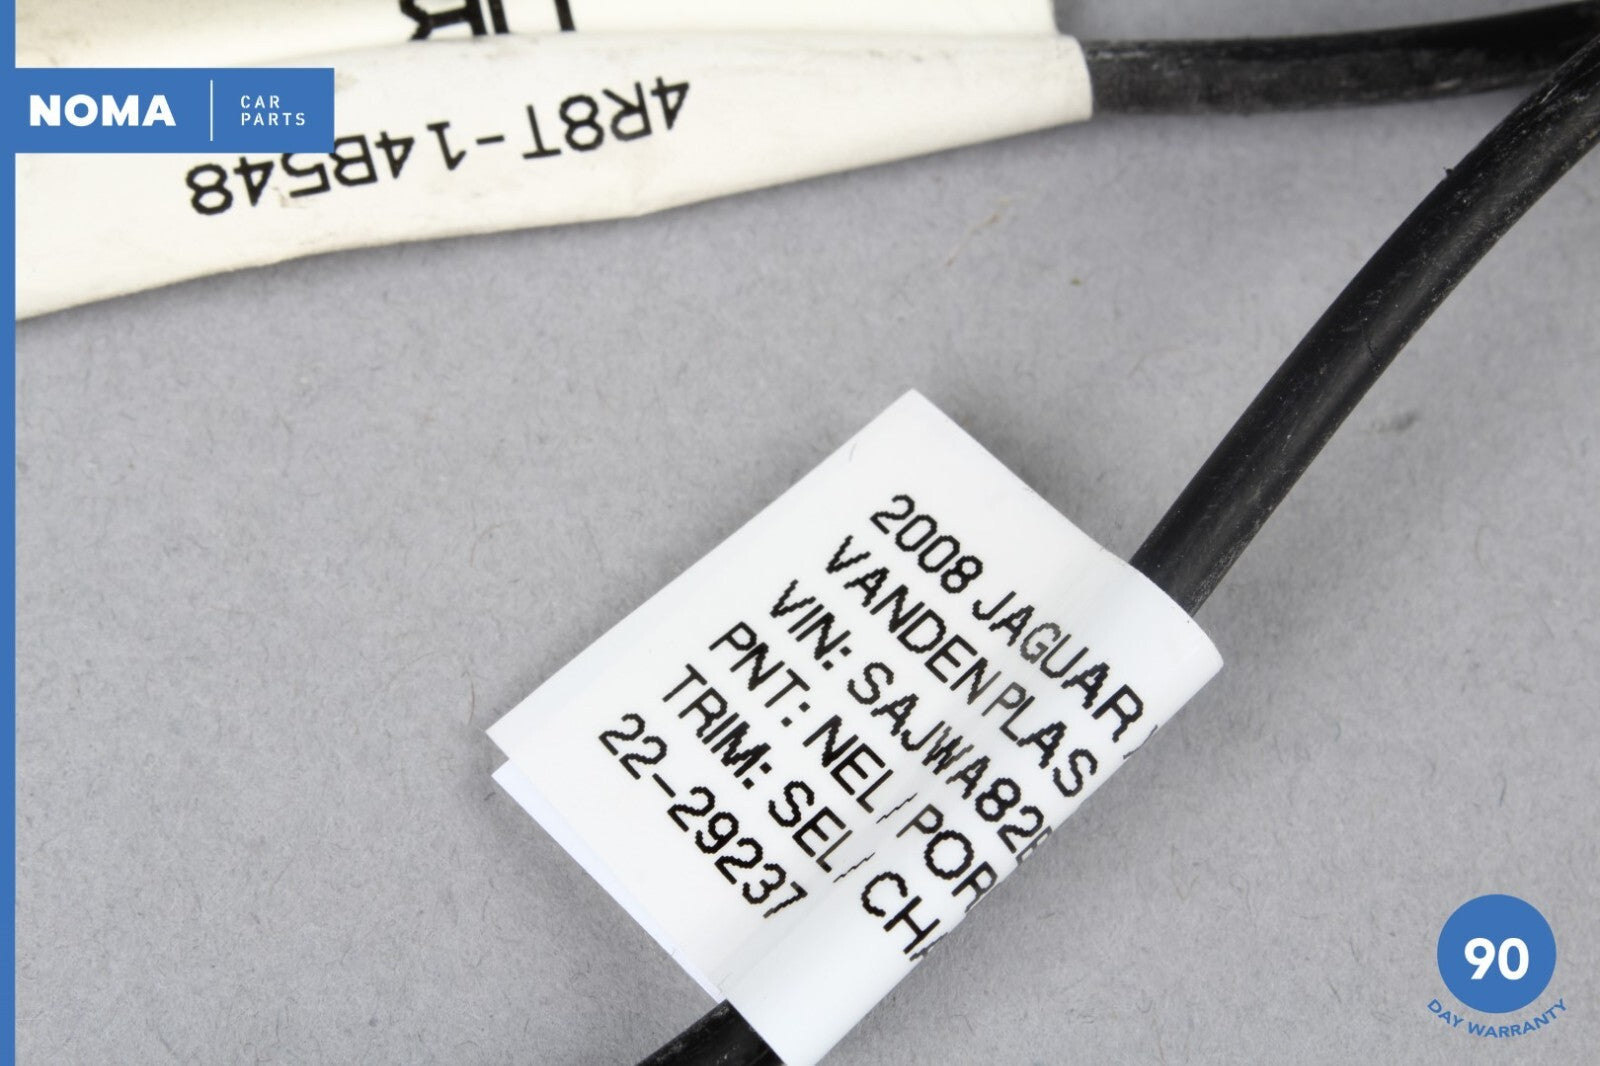 NOMA
CAR
PARTS
4R8T-14B548
2008 JAGUAR
VANDEN PLAS
VIN: SAJWA82
PNT: NEL/POR
TRIM: SEL/CHA
22-29237
90
DAY WARRANTY